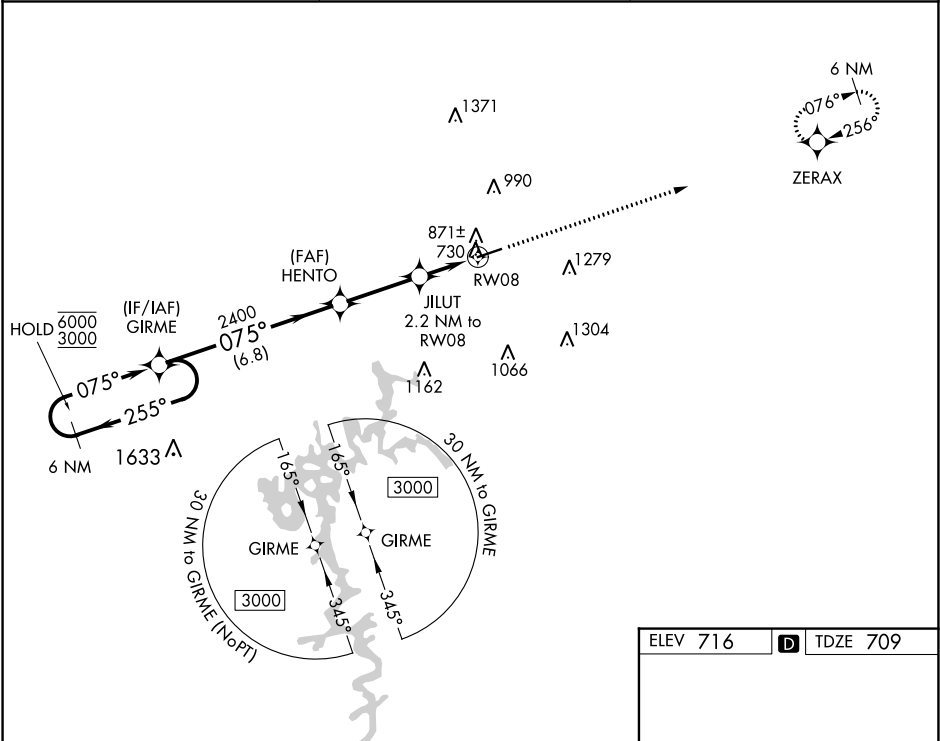 6 NM
076°
256°
ZERAX
1371
990
871±
730
RW08
1279
(FAF)
HENTO
JILUT
2.2 NM to
RW08
1304
1066
1162
(IF/IAF)
GIRME
HOLD 6000
3000
2400
075°
(6.8)
075°
255°
6 NM
1633
165°
165°
30 NM to GIRME
3000
GIRME
GIRME
30 NM to GIRME (NoPT)
3000
345°
345°
ELEV 716 D TDZE 709